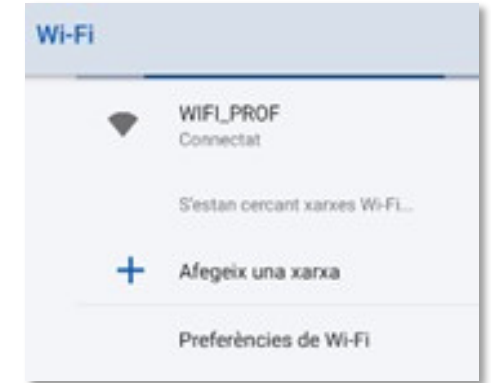 Wi-Fi
WIFI_PROF
Connectat
S'estan cercant xarxes Wi-Fi...
Afegeix una xarxa
Preferències de Wi-Fi